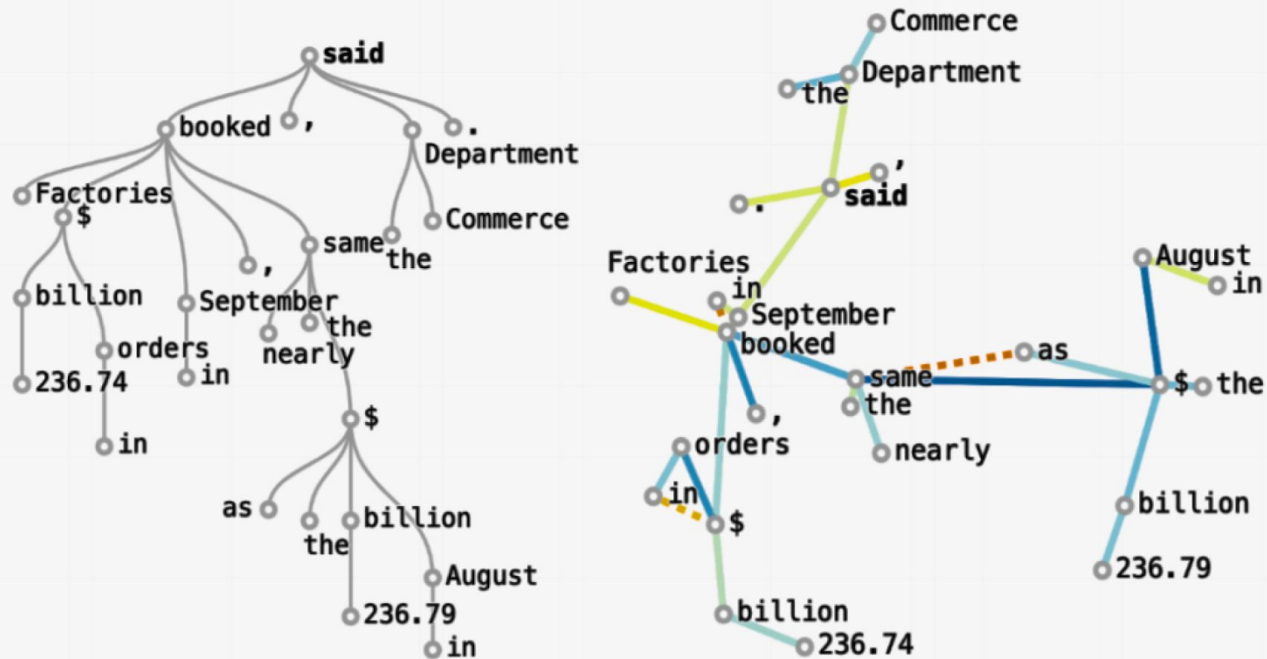 said
booked
,
Department
.
Factories
$
same
the
Commerce
,
billion
September
nearly
the
orders
236.74
in
in
$
as
the
billion
August
236.79
in
Commerce
Department
the
,
.
said
Factories
in
September
booked
August
in
as
same
$
the
the
,
nearly
orders
in
$
billion
236.79
billion
236.74